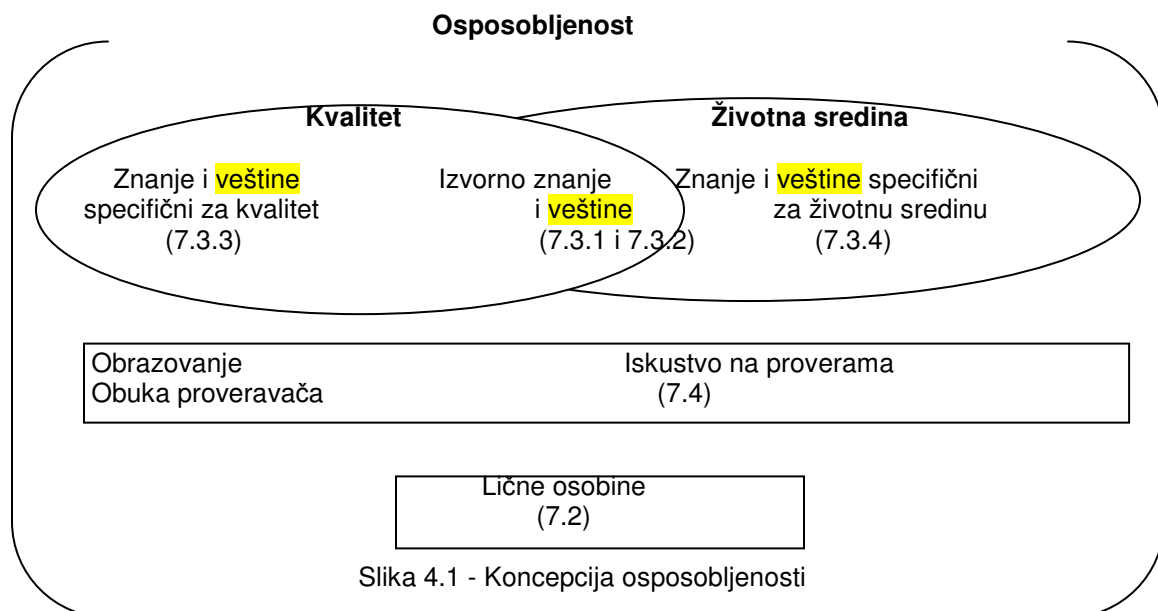 Osposobljenost
Kvalitet
Životna sredina
Znanje i veštine
specifični za kvalitet
(7.3.3)
Izvorno znanje
i veštine
(7.3.1 i 7.3.2)
Znanje i veštine specifični
za životnu sredinu
(7.3.4)
Obrazovanje
Obuka proveravača
Iskustvo na proverama
(7.4)
Lične osobine
(7.2)
Slika 4.1 - Koncepcija osposobljenosti